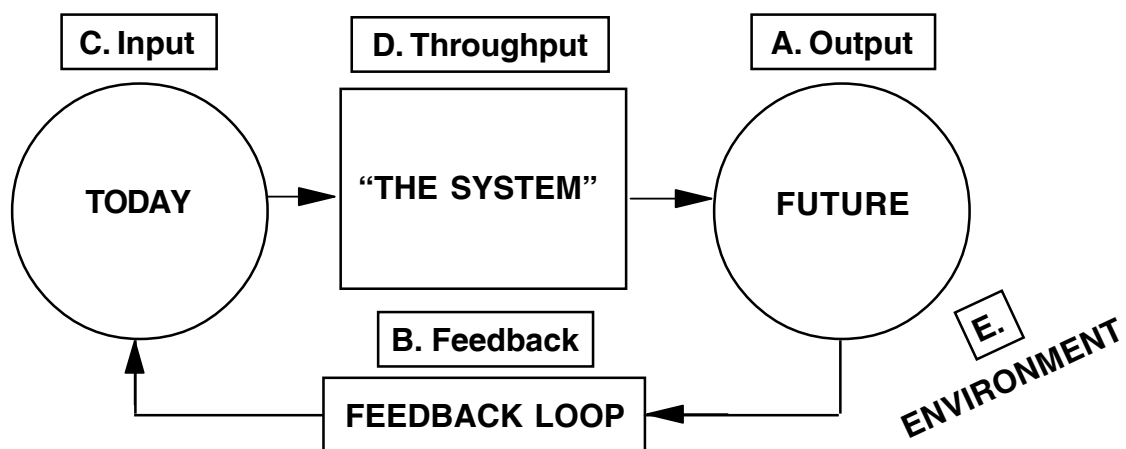 C. Input
D. Throughput
A. Output
TODAY
“THE SYSTEM”
FUTURE
B. Feedback
FEEDBACK LOOP
E.
ENVIRONMENT